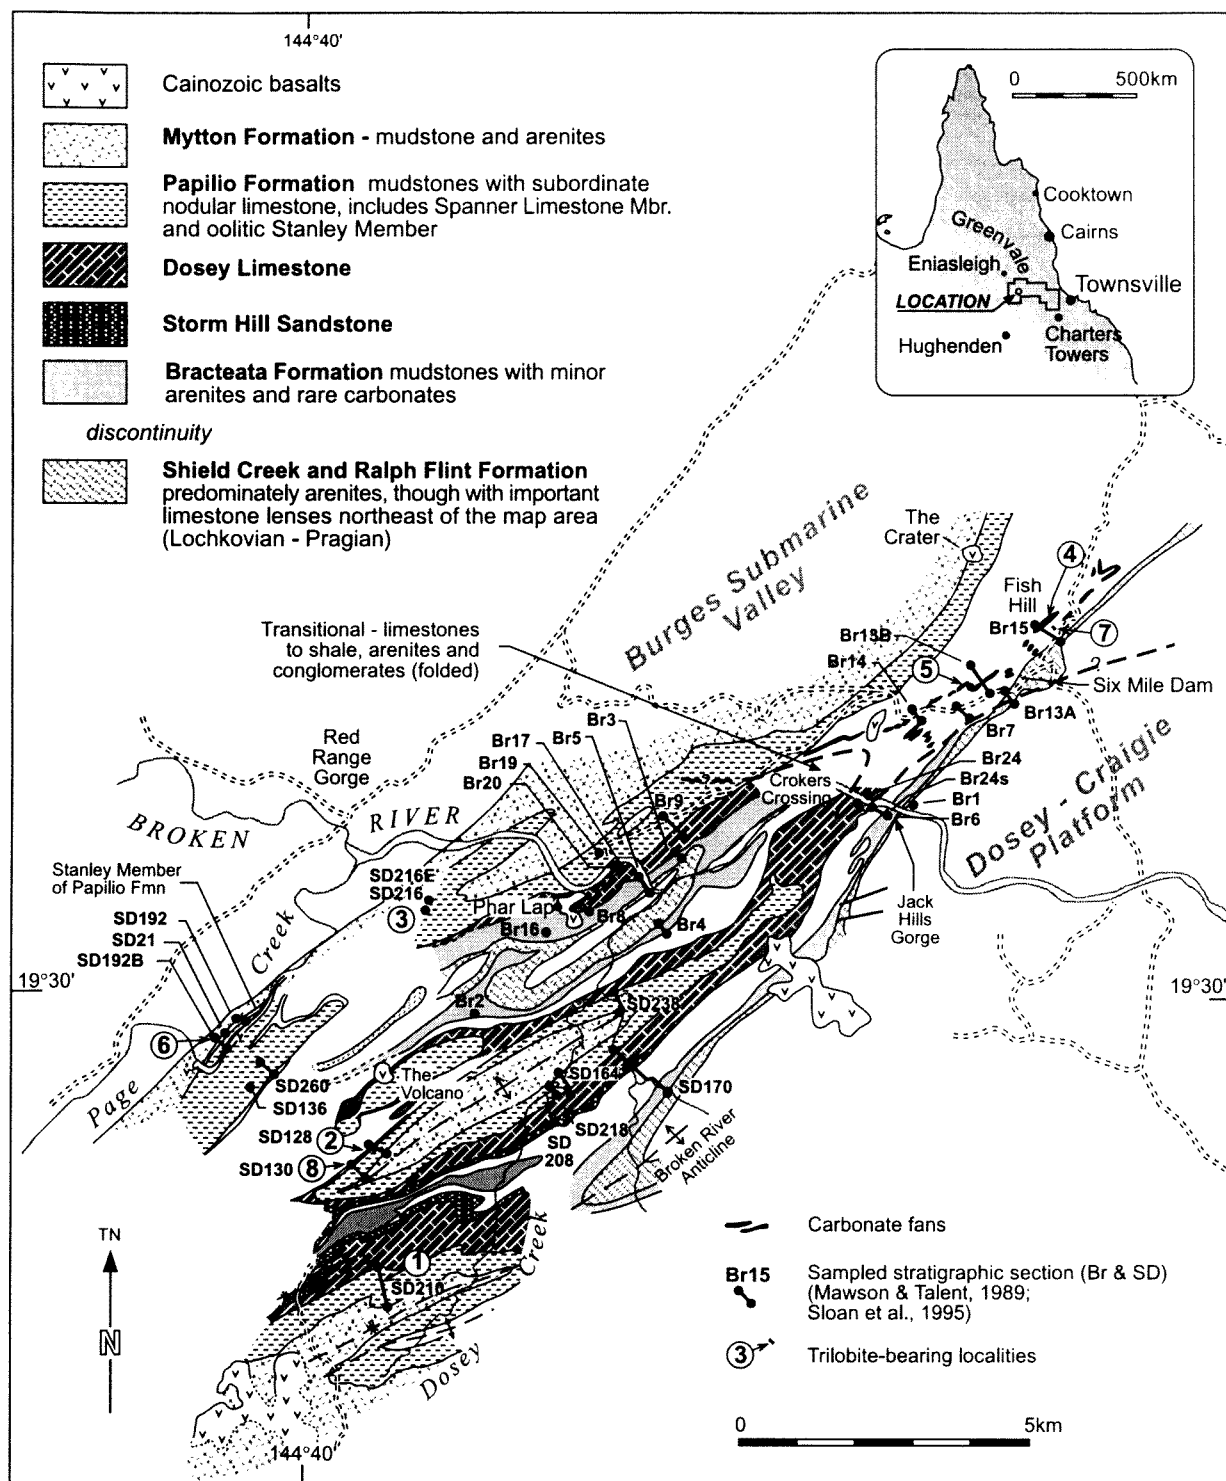 144°40'
Cainozoic basalts
Mytton Formation - mudstone and arenites
Papilio Formation mudstones with subordinate
nodular limestone, includes Spanner Limestone Mbr.
and oolitic Stanley Member
Dosey Limestone
Storm Hill Sandstone
Bracteata Formation mudstones with minor
arenites and rare carbonates
discontinuity
Shield Creek and Ralph Flint Formation
predominately arenites, though with important
limestone lenses northeast of the map area
(Lochkovian - Pragian)
0 500km
Cooktown
Greenvale
Cairns
Eniasleigh
Townsville
LOCATION
Hughenden
Charters
Towers
Burges Submarine
Valley
The
Crater
4
Fish
Hill
Br15
7
Transitional - limestones
to shale, arenites and
conglomerates (folded)
Br13B
Br14
5
Six Mile Dam
Br13A
Br7
Br3
Br5
Br17
Br19
Br20
Red
Range
Gorge
Br24
Br24s
Crokers
Crossing
Br1
Br6
Dosey - Craigie
Platform
BROKEN RIVER
Br9
Stanley Member
of Papilio Fmn
SD216E
SD216
3
Phar Lap
Br8
Br16
Br4
Jack
Hills
Gorge
SD192
SD21
SD192B
Creek
19°30'
19°30'
Br2
SD238
6
Page
SD260
SD136
The
Volcano
SD164
SD170
SD128
2
SD218
SD
208
SD130
8
Broken River
Anticline
TN
N
1
SD210
Creek
Dosey
Carbonate fans
Br15
Sampled stratigraphic section (Br & SD)
(Mawson & Talent, 1989;
Sloan et al., 1995)
3
Trilobite-bearing localities
0 5km
144°40'